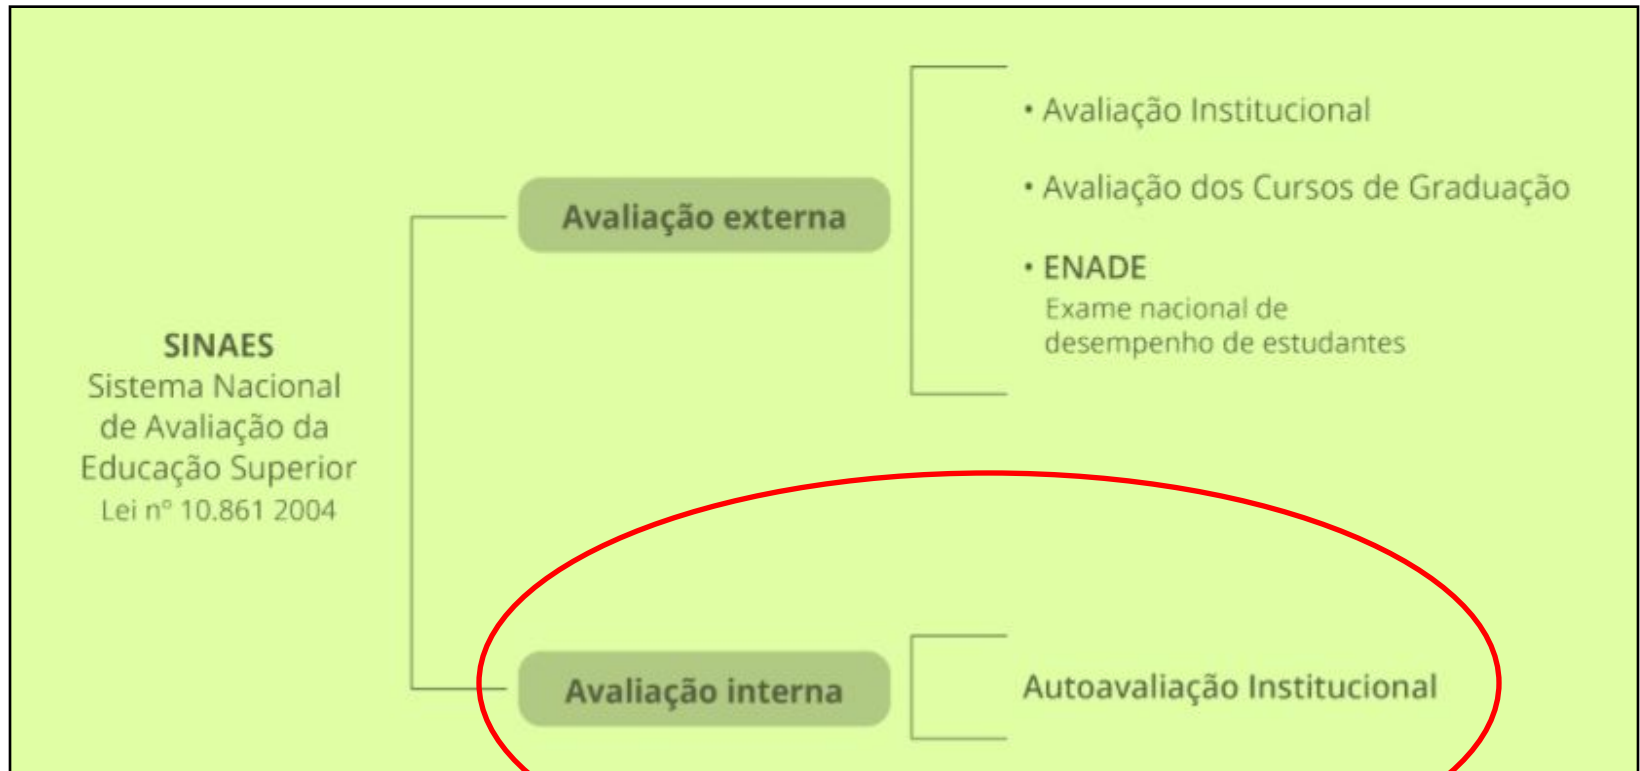 SINAES
Sistema Nacional
de Avaliação da
Educação Superior
Lei nº 10.861 2004
Avaliação externa
• Avaliação Institucional
• Avaliação dos Cursos de Graduação
• ENADE
Exame nacional de
desempenho de estudantes
Avaliação interna
Autoavaliação Institucional